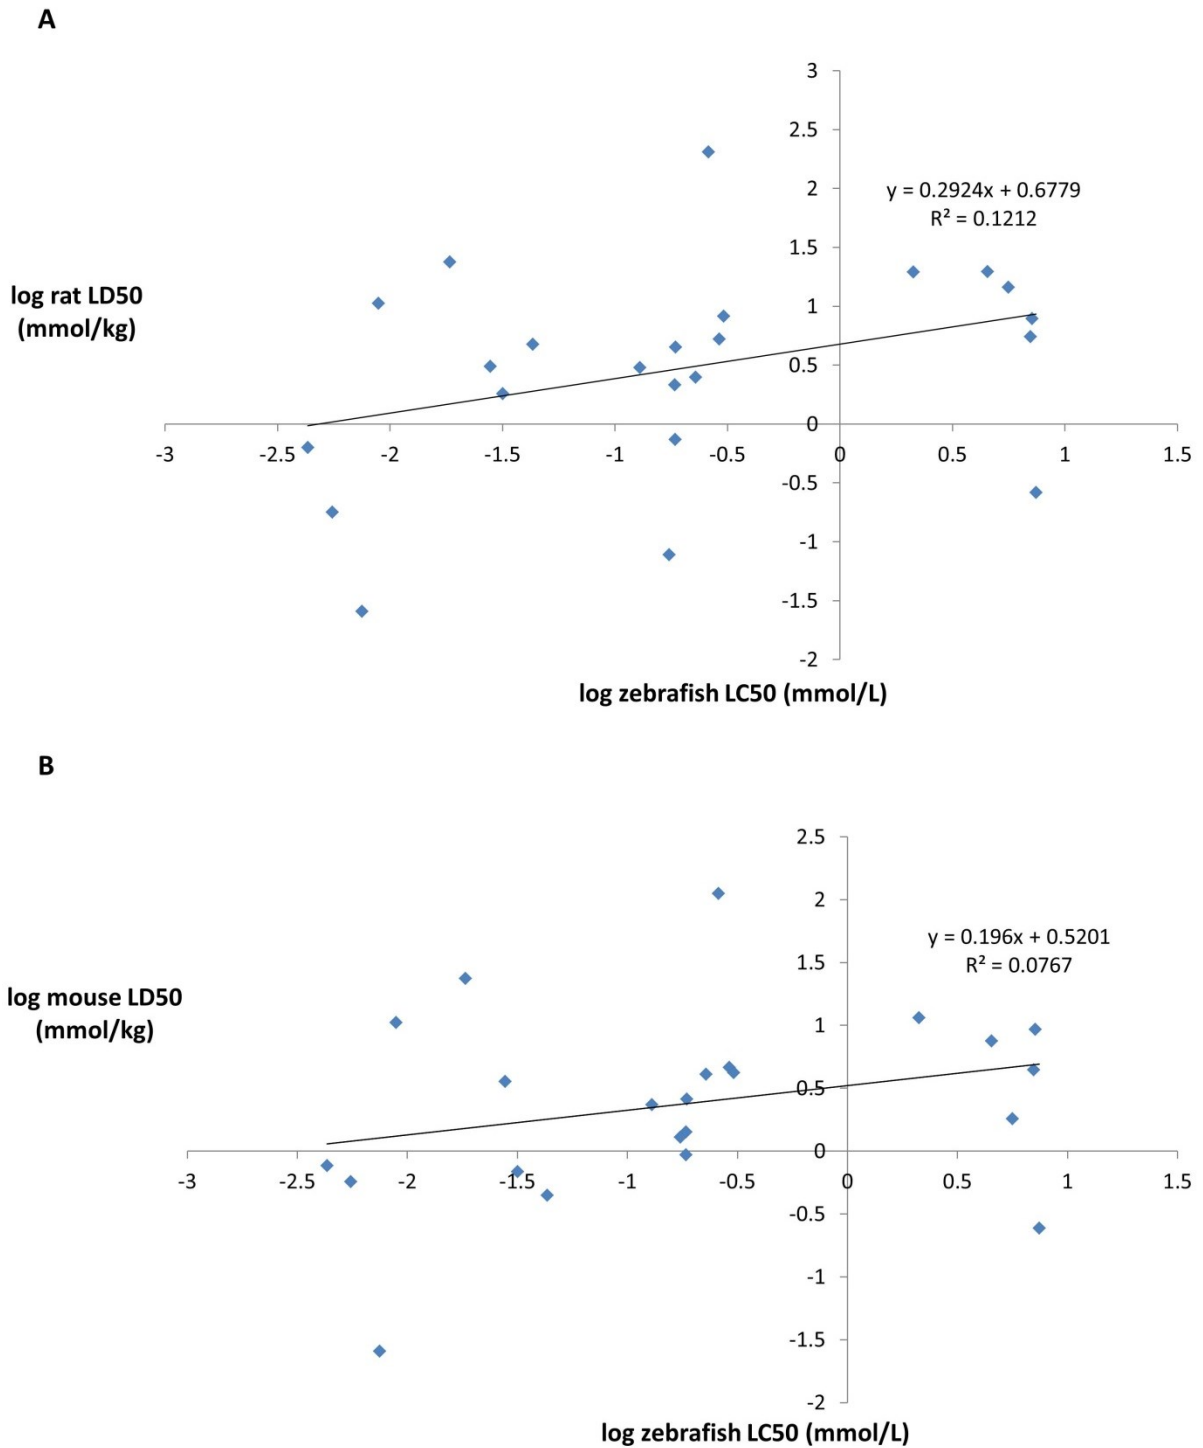 A
3
2.5
2
y = 0.2924x + 0.6779
R² = 0.1212
1.5
log rat LD50
(mmol/kg)
1
0.5
0
-3 -2.5 -2 -1.5 -1 -0.5 0 0.5 1 1.5
-0.5
-1
-1.5
-2
log zebrafish LC50 (mmol/L)
B
2.5
2
y = 0.196x + 0.5201
R² = 0.0767
1.5
log mouse LD50
(mmol/kg)
1
0.5
0
-3 -2.5 -2 -1.5 -1 -0.5 0 0.5 1 1.5
-0.5
-1
-1.5
-2
log zebrafish LC50 (mmol/L)